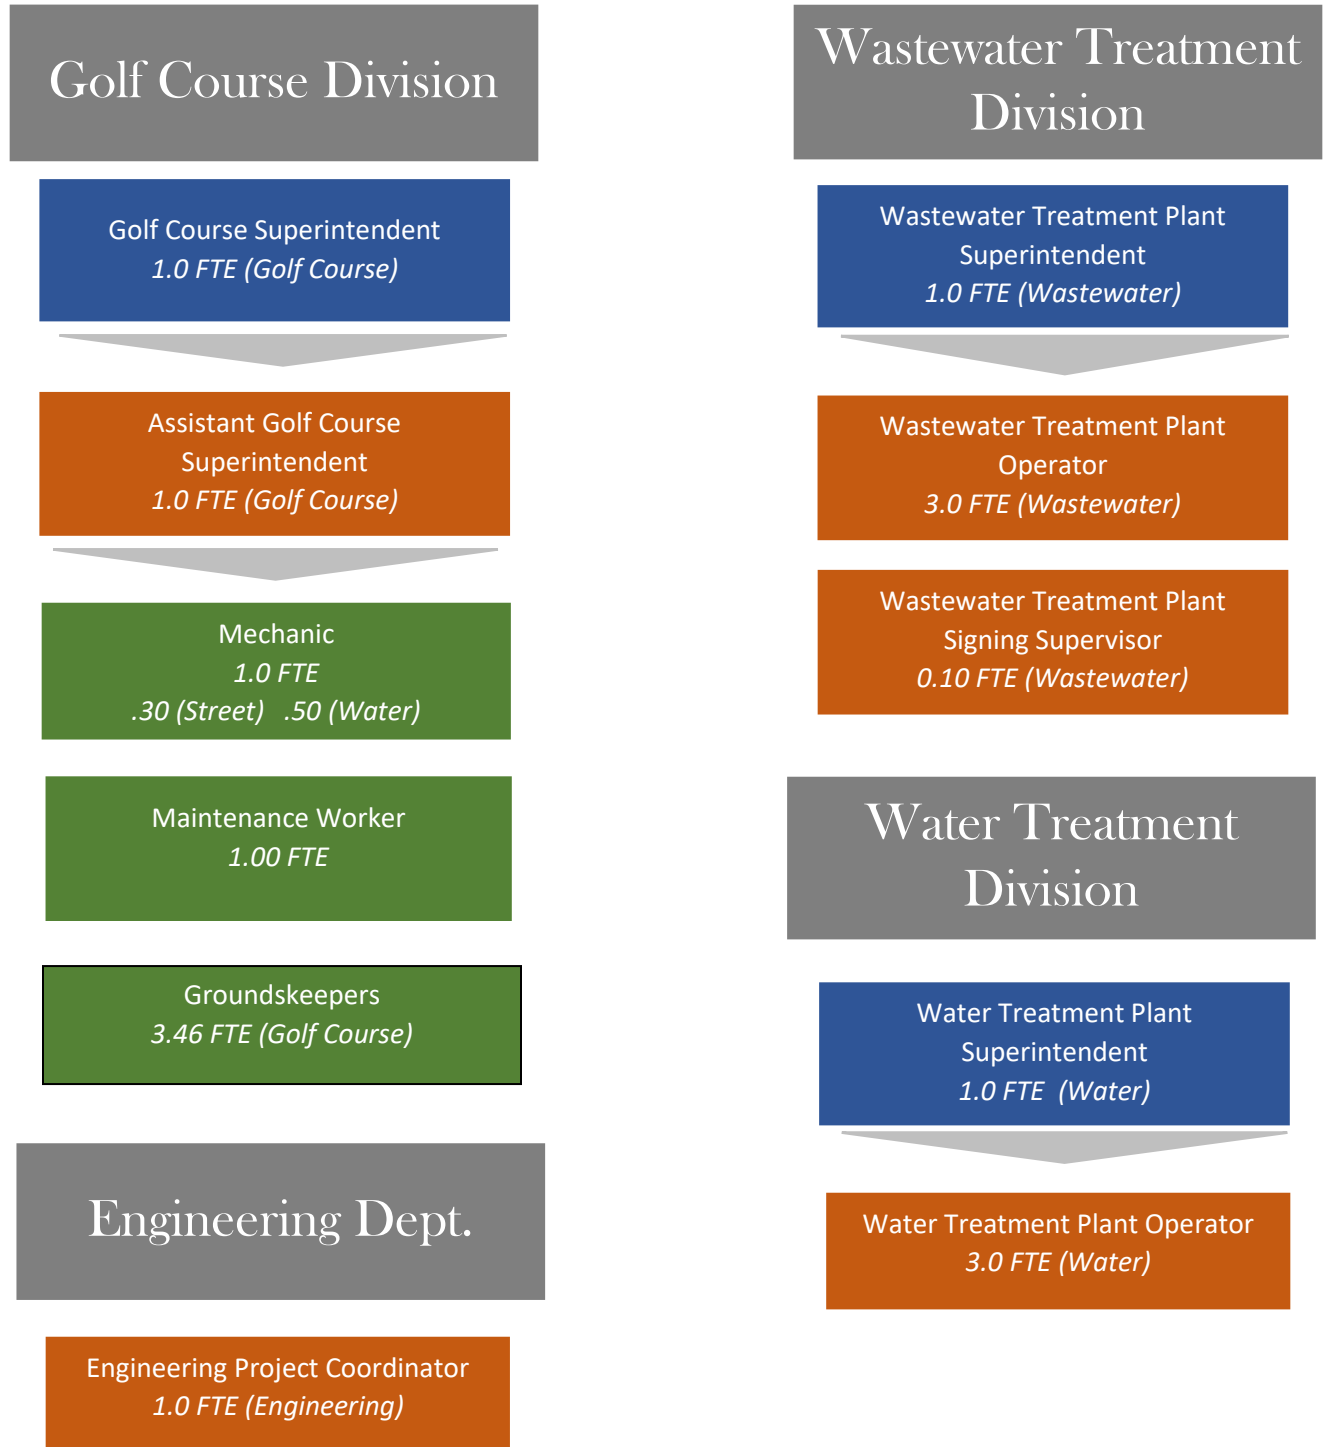 Golf Course Division
Golf Course Superintendent
1.0 FTE (Golf Course)
Assistant Golf Course
Superintendent
1.0 FTE (Golf Course)
Mechanic
1.0 FTE
.30 (Street)   .50 (Water)
Maintenance Worker
1.00 FTE
Groundskeepers
3.46 FTE (Golf Course)
Engineering Dept.
Engineering Project Coordinator
1.0 FTE (Engineering)
Wastewater Treatment
Division
Wastewater Treatment Plant
Superintendent
1.0 FTE (Wastewater)
Wastewater Treatment Plant
Operator
3.0 FTE (Wastewater)
Wastewater Treatment Plant
Signing Supervisor
0.10 FTE (Wastewater)
Water Treatment
Division
Water Treatment Plant
Superintendent
1.0 FTE  (Water)
Water Treatment Plant Operator
3.0 FTE (Water)